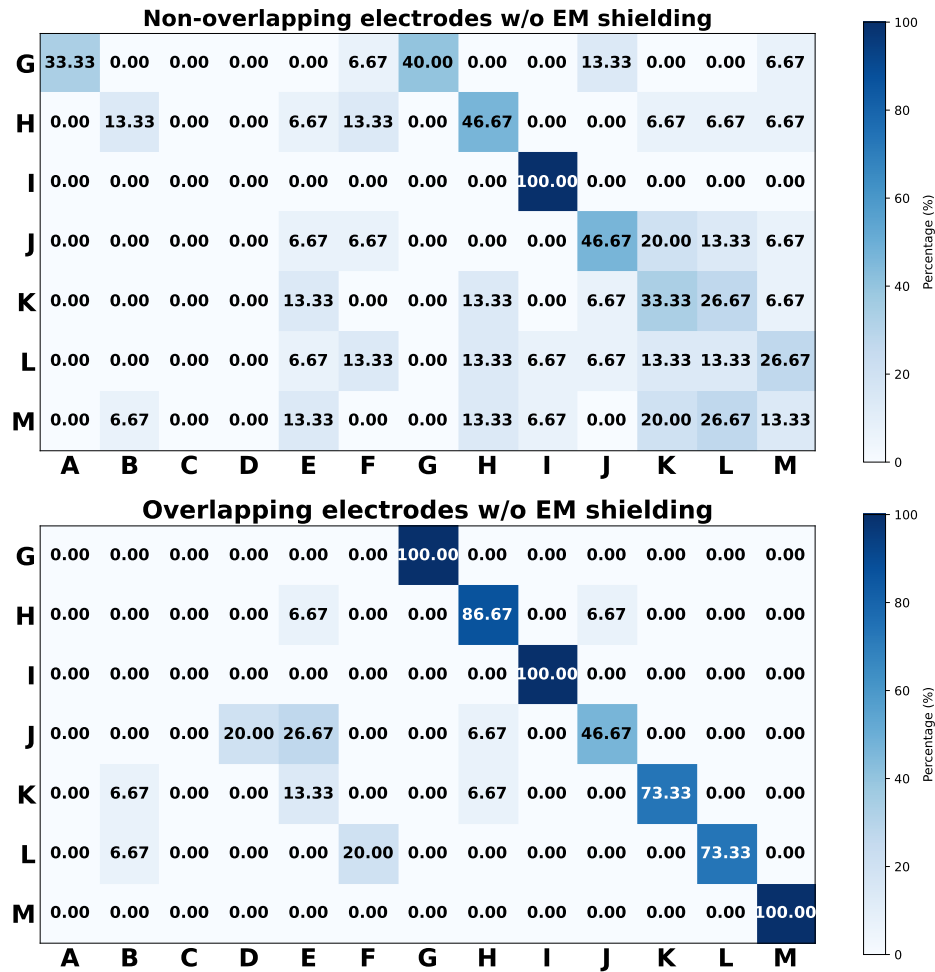 Non-overlapping electrodes w/o EM shielding
G 33.33 0.00 0.00 0.00 0.00 6.67 40.00 0.00 0.00 13.33 0.00 0.00 6.67
H 0.00 13.33 0.00 0.00 6.67 13.33 0.00 46.67 0.00 0.00 6.67 6.67 6.67
I 0.00 0.00 0.00 0.00 0.00 0.00 0.00 0.00 100.00 0.00 0.00 0.00 0.00
J 0.00 0.00 0.00 0.00 6.67 6.67 0.00 0.00 0.00 46.67 20.00 13.33 6.67
K 0.00 0.00 0.00 0.00 13.33 0.00 0.00 13.33 0.00 6.67 33.33 26.67 6.67
L 0.00 0.00 0.00 0.00 6.67 13.33 0.00 13.33 6.67 6.67 13.33 13.33 26.67
M 0.00 6.67 0.00 0.00 13.33 0.00 0.00 13.33 6.67 0.00 20.00 26.67 13.33
A B C D E F G H I J K L M
100
80
60
40
20
0
Percentage (%)
Overlapping electrodes w/o EM shielding
G 0.00 0.00 0.00 0.00 0.00 0.00 100.00 0.00 0.00 0.00 0.00 0.00 0.00
H 0.00 0.00 0.00 0.00 6.67 0.00 0.00 86.67 0.00 6.67 0.00 0.00 0.00
I 0.00 0.00 0.00 0.00 0.00 0.00 0.00 0.00 100.00 0.00 0.00 0.00 0.00
J 0.00 0.00 0.00 20.00 26.67 0.00 0.00 6.67 0.00 46.67 0.00 0.00 0.00
K 0.00 6.67 0.00 0.00 13.33 0.00 0.00 6.67 0.00 0.00 73.33 0.00 0.00
L 0.00 6.67 0.00 0.00 0.00 20.00 0.00 0.00 0.00 0.00 0.00 73.33 0.00
M 0.00 0.00 0.00 0.00 0.00 0.00 0.00 0.00 0.00 0.00 0.00 0.00 100.00
A B C D E F G H I J K L M
100
80
60
40
20
0
Percentage (%)